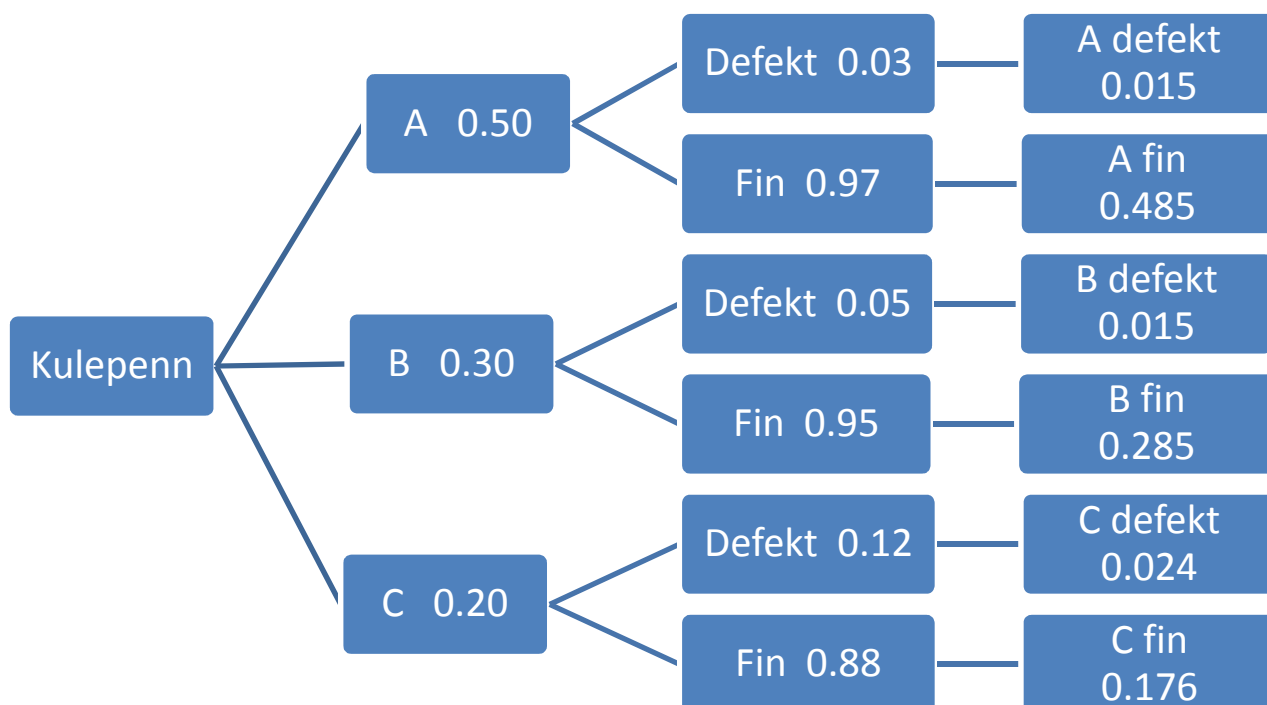 Kulepenn
A 0.50
Defekt 0.03
A defekt
0.015
Fin 0.97
A fin
0.485
B 0.30
Defekt 0.05
B defekt
0.015
Fin 0.95
B fin
0.285
C 0.20
Defekt 0.12
C defekt
0.024
Fin 0.88
C fin
0.176